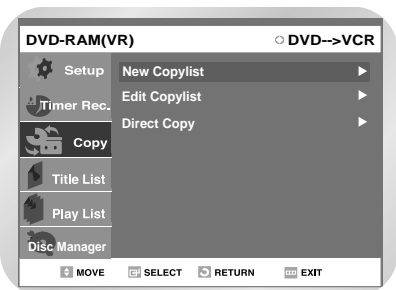 DVD-RAM(VR) DVD-->VCR
Setup
Timer Rec.
Copy
Title List
Play List
Disc Manager
New Copylist ►
Edit Copylist ►
Direct Copy ►
MOVE SELECT RETURN EXIT